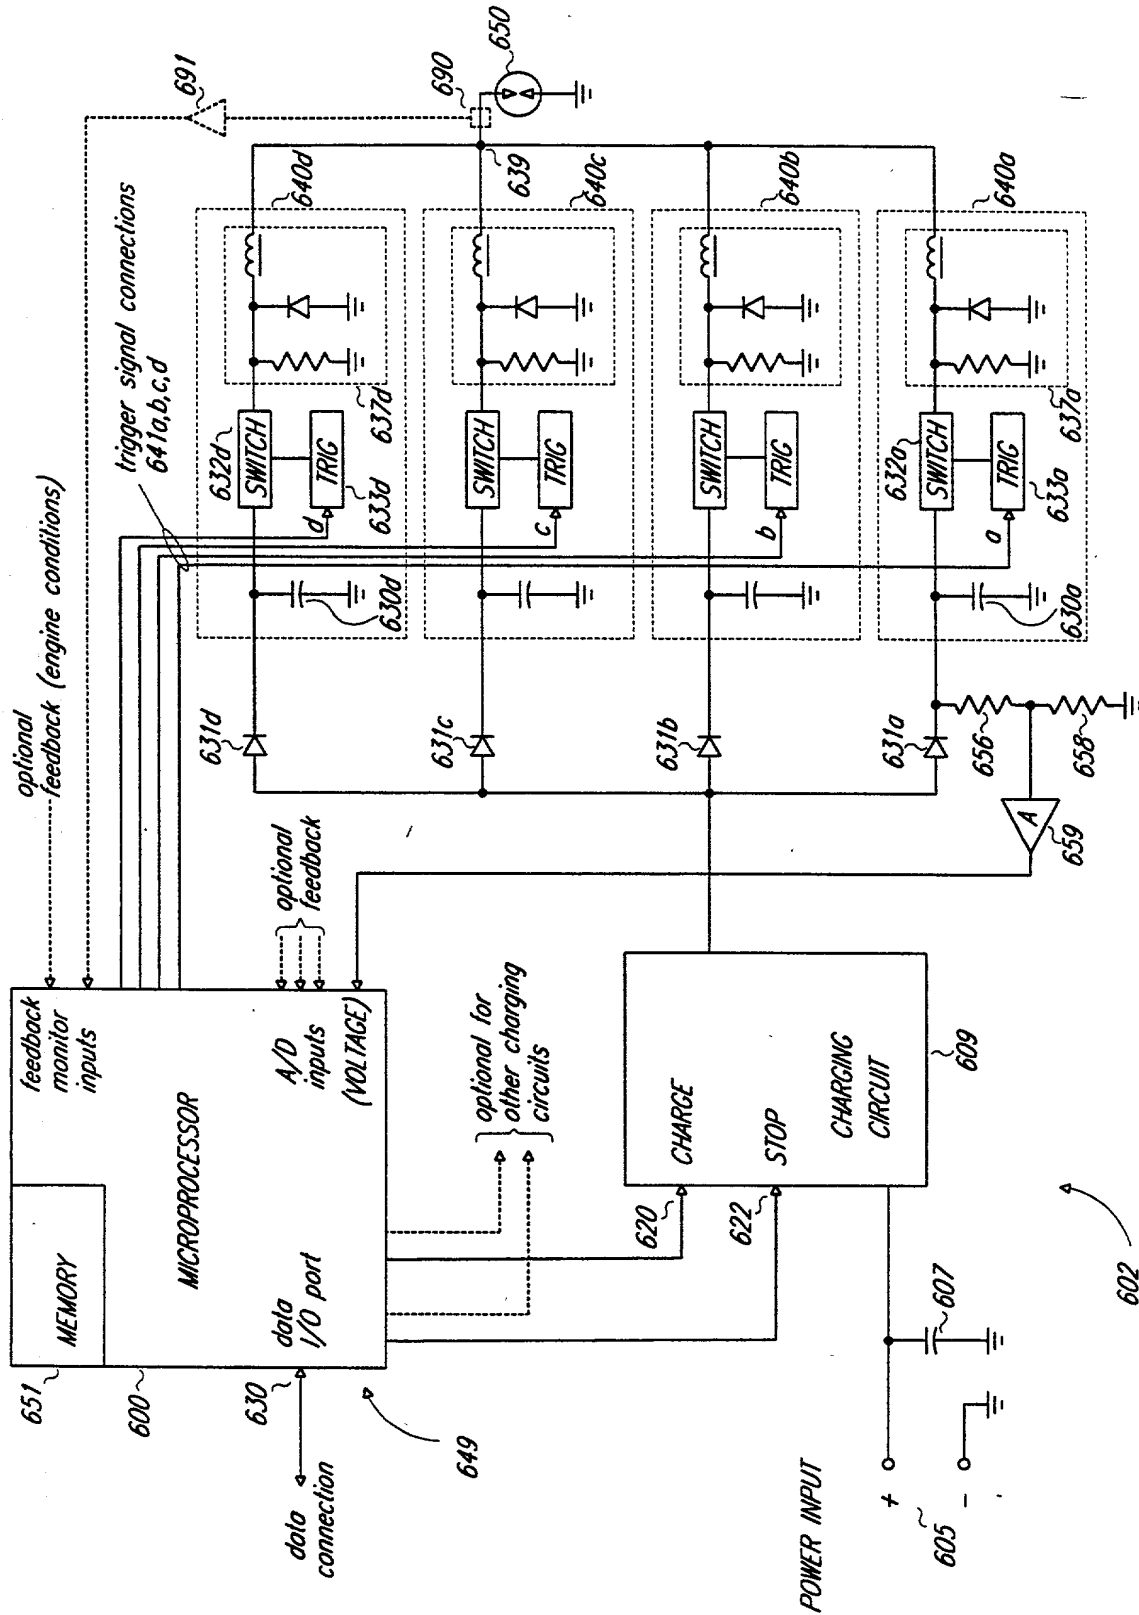 optional
feedback (engine conditions)
trigger signal connections
641a,b,c,d
691
690
650
639
640d
640c
640b
640a
632d
SWITCH
TRIG
633d
637d
d
630d
631d
SWITCH
TRIG
c
631c
SWITCH
TRIG
b
631b
632a
SWITCH
TRIG
633a
637a
a
630a
631a
656
658
A
659
optional
feedback
651
MEMORY
600
MICROPROCESSOR
feedback
monitor
inputs
A/D
inputs
(VOLTAGE)
data
I/O port
630
data
connection
649
optional for
other charging
circuits
620
622
CHARGE
STOP
CHARGING
CIRCUIT
609
607
602
POWER INPUT
+
605
-